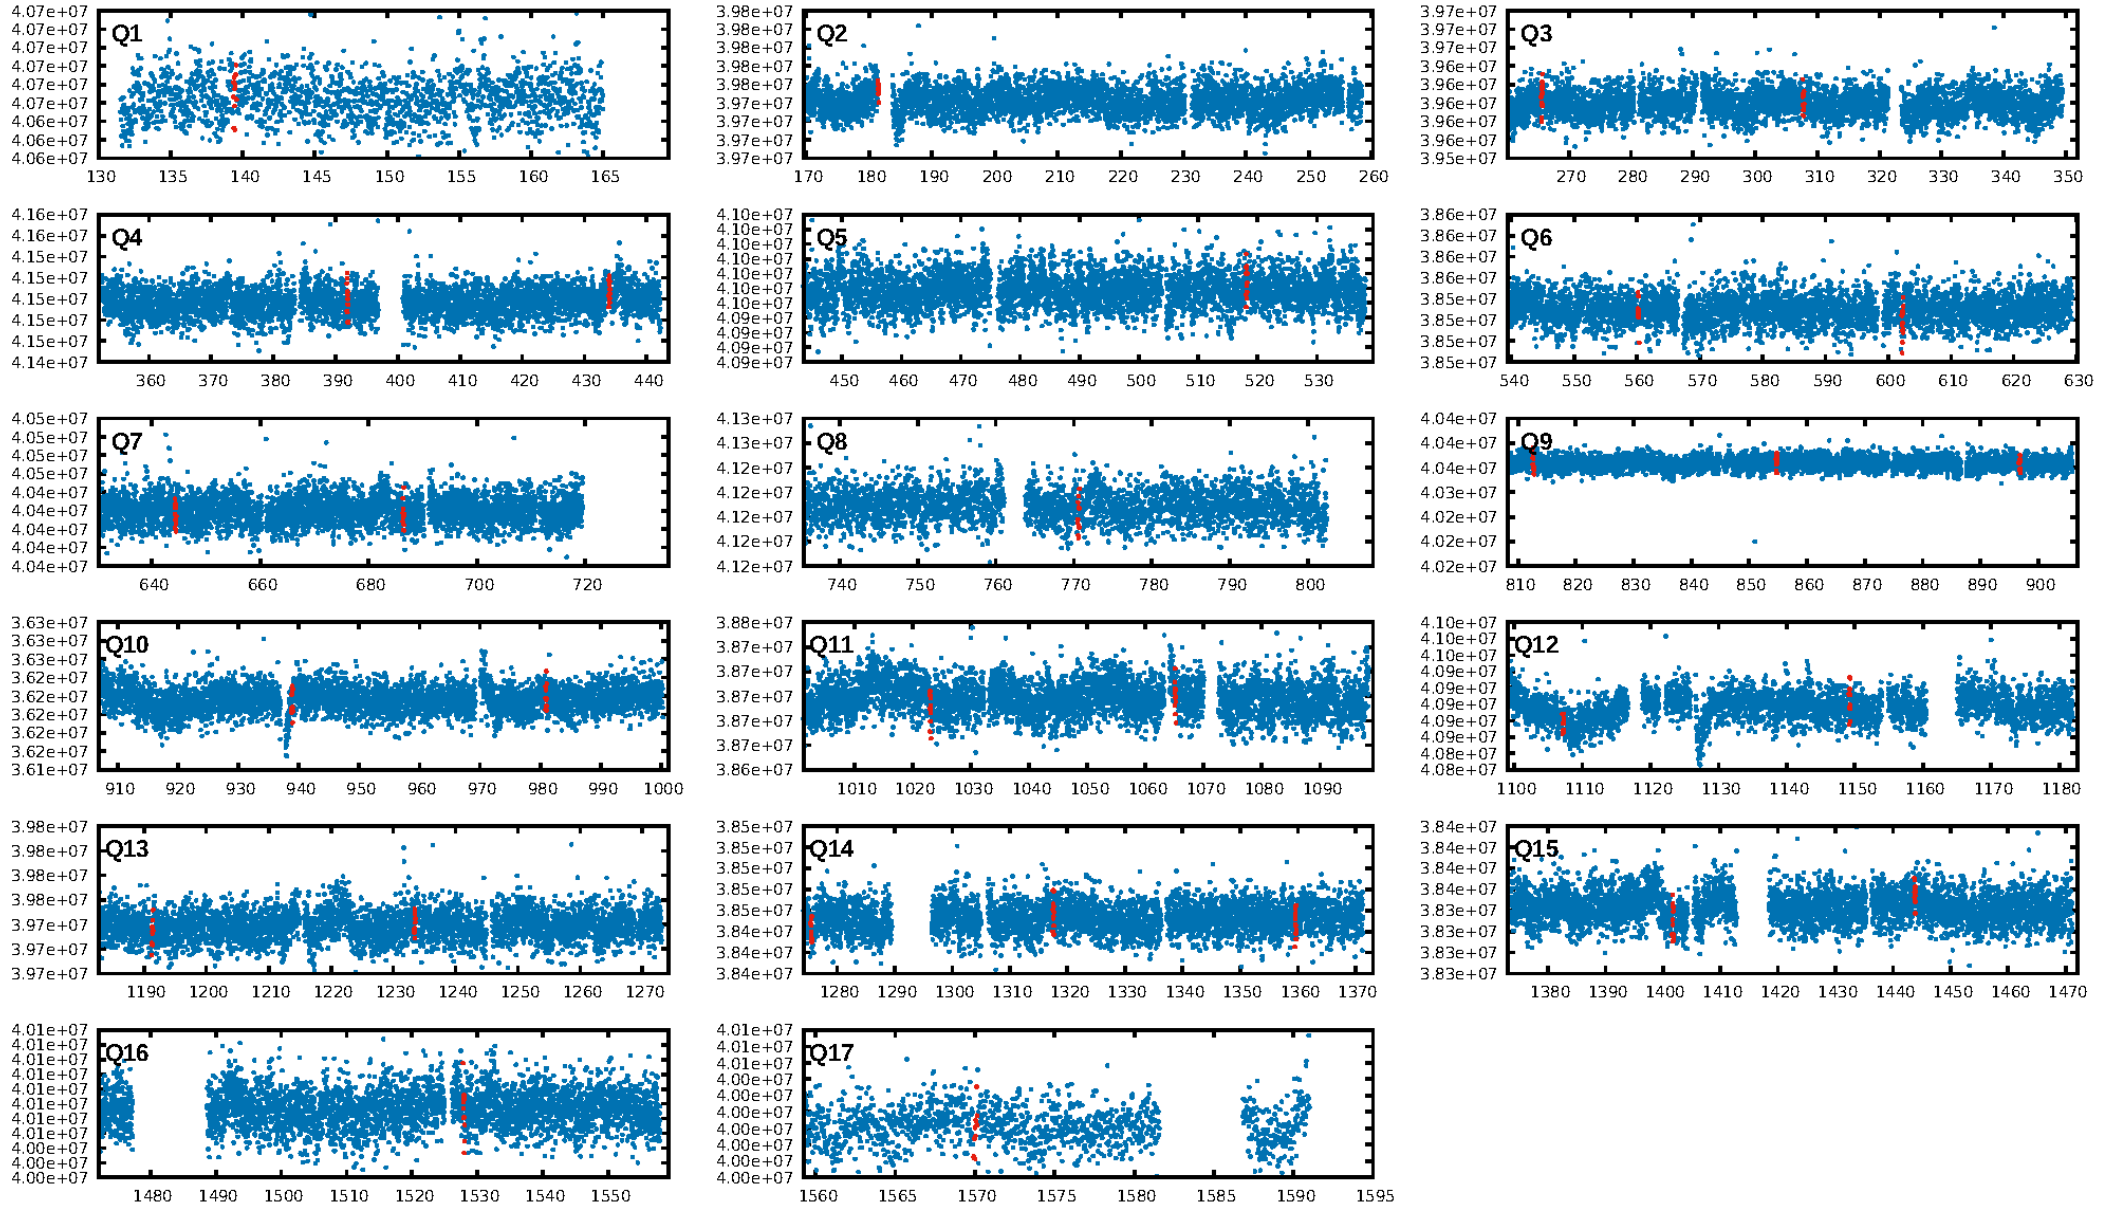 4.07e+07
4.07e+07
4.07e+07
4.07e+07
4.07e+07
4.07e+07
4.06e+07
4.06e+07
4.06e+07
Q1
130 135 140 145 150 155 160 165
3.98e+07
3.98e+07
3.98e+07
3.98e+07
3.98e+07
3.97e+07
3.97e+07
3.97e+07
3.97e+07
Q2
170 180 190 200 210 220 230 240 250 260
3.97e+07
3.97e+07
3.97e+07
3.96e+07
3.96e+07
3.96e+07
3.96e+07
3.96e+07
3.95e+07
Q3
270 280 290 300 310 320 330 340 350
4.16e+07
4.16e+07
4.15e+07
4.15e+07
4.15e+07
4.15e+07
4.15e+07
4.14e+07
Q4
360 370 380 390 400 410 420 430 440
4.10e+07
4.10e+07
4.10e+07
4.10e+07
4.10e+07
4.10e+07
4.10e+07
4.09e+07
4.09e+07
4.09e+07
4.09e+07
Q5
450 460 470 480 490 500 510 520 530
3.86e+07
3.86e+07
3.86e+07
3.86e+07
3.85e+07
3.85e+07
3.85e+07
3.85e+07
Q6
540 550 560 570 580 590 600 610 620 630
4.05e+07
4.05e+07
4.05e+07
4.05e+07
4.04e+07
4.04e+07
4.04e+07
4.04e+07
4.04e+07
Q7
640 660 680 700 720
4.13e+07
4.13e+07
4.12e+07
4.12e+07
4.12e+07
4.12e+07
4.12e+07
Q8
740 750 760 770 780 790 800
4.04e+07
4.04e+07
4.04e+07
4.03e+07
4.02e+07
4.02e+07
4.02e+07
Q9
810 820 830 840 850 860 870 880 890 900
3.63e+07
3.63e+07
3.63e+07
3.62e+07
3.62e+07
3.62e+07
3.62e+07
3.62e+07
3.61e+07
Q10
910 920 930 940 950 960 970 980 990 1000
3.88e+07
3.87e+07
3.87e+07
3.87e+07
3.87e+07
3.87e+07
3.86e+07
Q11
1010 1020 1030 1040 1050 1060 1070 1080 1090
4.10e+07
4.10e+07
4.10e+07
4.09e+07
4.09e+07
4.09e+07
4.09e+07
4.09e+07
4.08e+07
4.08e+07
Q12
1100 1110 1120 1130 1140 1150 1160 1170 1180
3.98e+07
3.98e+07
3.98e+07
3.98e+07
3.97e+07
3.97e+07
3.97e+07
Q13
1190 1200 1210 1220 1230 1240 1250 1260 1270
3.85e+07
3.85e+07
3.85e+07
3.85e+07
3.85e+07
3.84e+07
3.84e+07
3.84e+07
Q14
1280 1290 1300 1310 1320 1330 1340 1350 1360 1370
3.84e+07
3.84e+07
3.84e+07
3.84e+07
3.83e+07
3.83e+07
3.83e+07
3.83e+07
Q15
1380 1390 1400 1410 1420 1430 1440 1450 1460 1470
4.01e+07
4.01e+07
4.01e+07
4.01e+07
4.01e+07
4.01e+07
4.01e+07
4.01e+07
4.00e+07
4.00e+07
4.00e+07
Q16
1480 1490 1500 1510 1520 1530 1540 1550
4.01e+07
4.01e+07
4.01e+07
4.00e+07
4.00e+07
4.00e+07
4.00e+07
4.00e+07
4.00e+07
4.00e+07
Q17
1560 1565 1570 1575 1580 1585 1590 1595